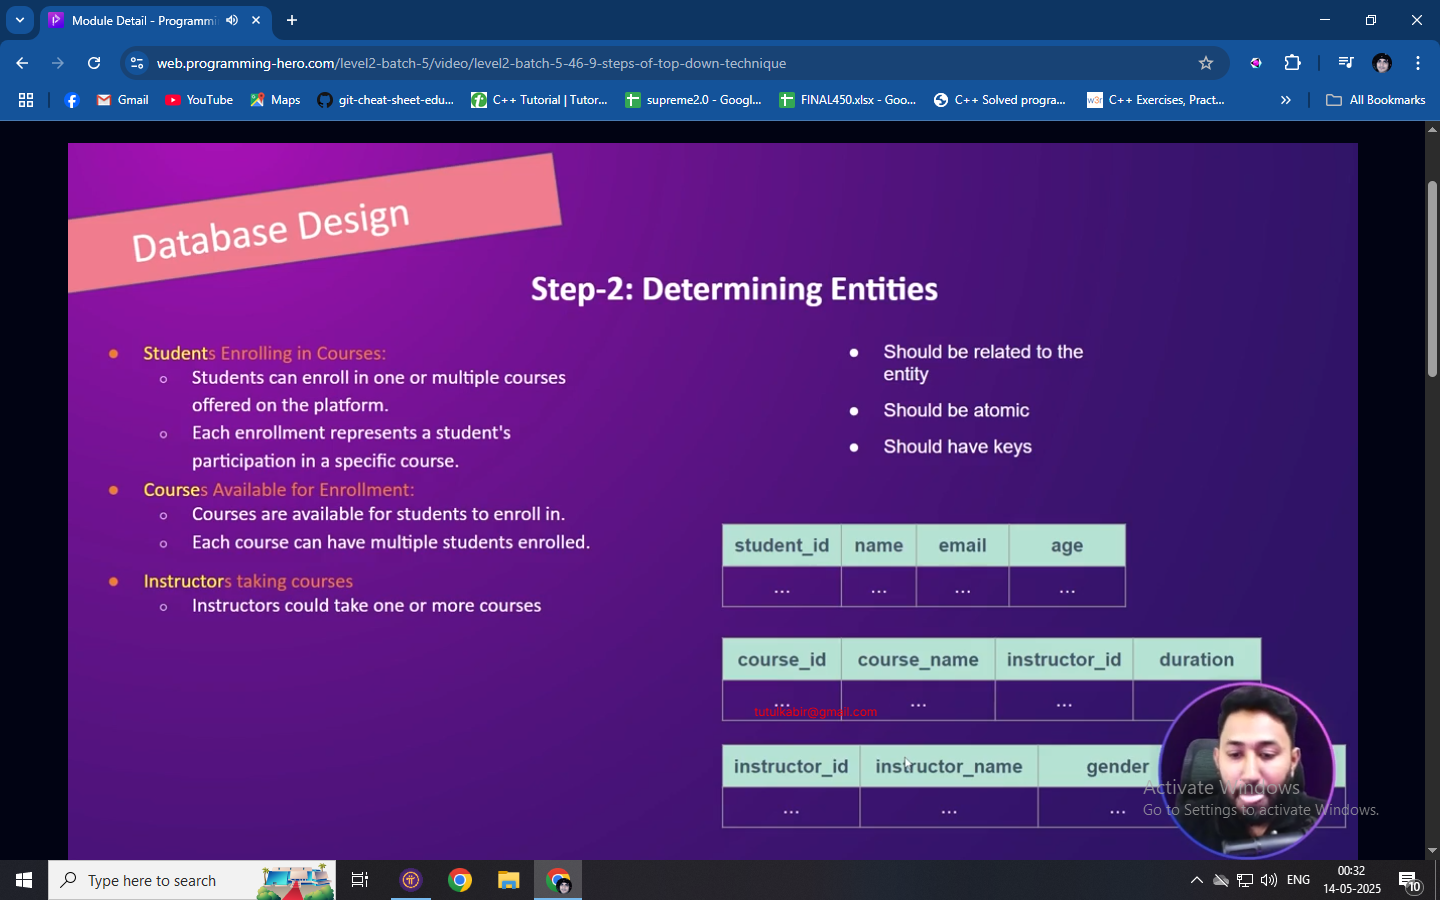 Module Detail - Programmi
web.programming-hero.com/level2-batch-5/video/level2-batch-5-46-9-steps-of-top-down-technique
Gmail
YouTube
Maps
git-cheat-sheet-edu...
C++ Tutorial | Tutor...
supreme2.0 - Googl...
FINAL450.xlsx - Goo...
C++ Solved progra...
w3r
C++ Exercises, Pract...
All Bookmarks
Database Design
Step-2: Determining Entities
Students Enrolling in Courses:
Students can enroll in one or multiple courses
offered on the platform.
Each enrollment represents a student's
participation in a specific course.
Courses Available for Enrollment:
Courses are available for students to enroll in.
Each course can have multiple students enrolled.
Instructors taking courses
Instructors could take one or more courses
Should be related to the
entity
Should be atomic
Should have keys
student_id name email age
... ... ... ...
course_id course_name instructor_id duration
... ... ...
tutulkabir@gmail.com
instructor_id instructor_name gender
... ... ...
Activate Windows
Go to Settings to activate Windows.
Type here to search
ENG
00:32
14-05-2025
10